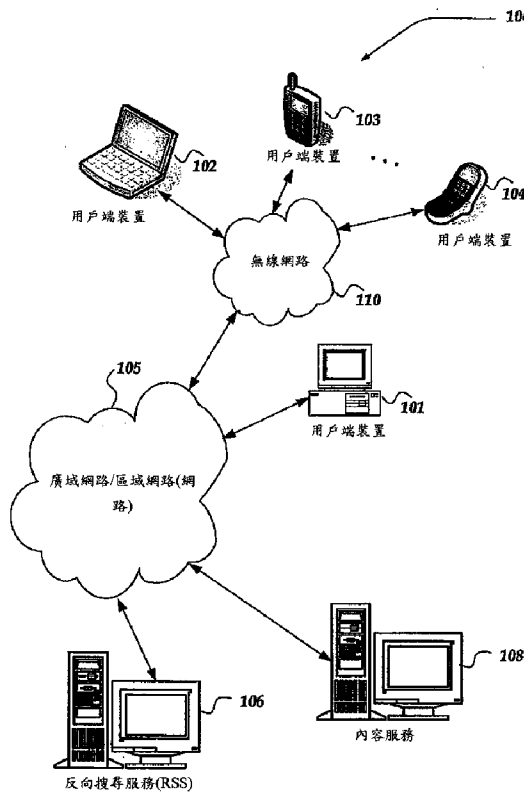 103
102
用戶端裝置
104
用戶端裝置
...
用戶端裝置
無線網路
110
105
101
用戶端裝置
廣域網路/區域網路(網
路)
108
106
內容服務
反向搜尋服務(RSS)